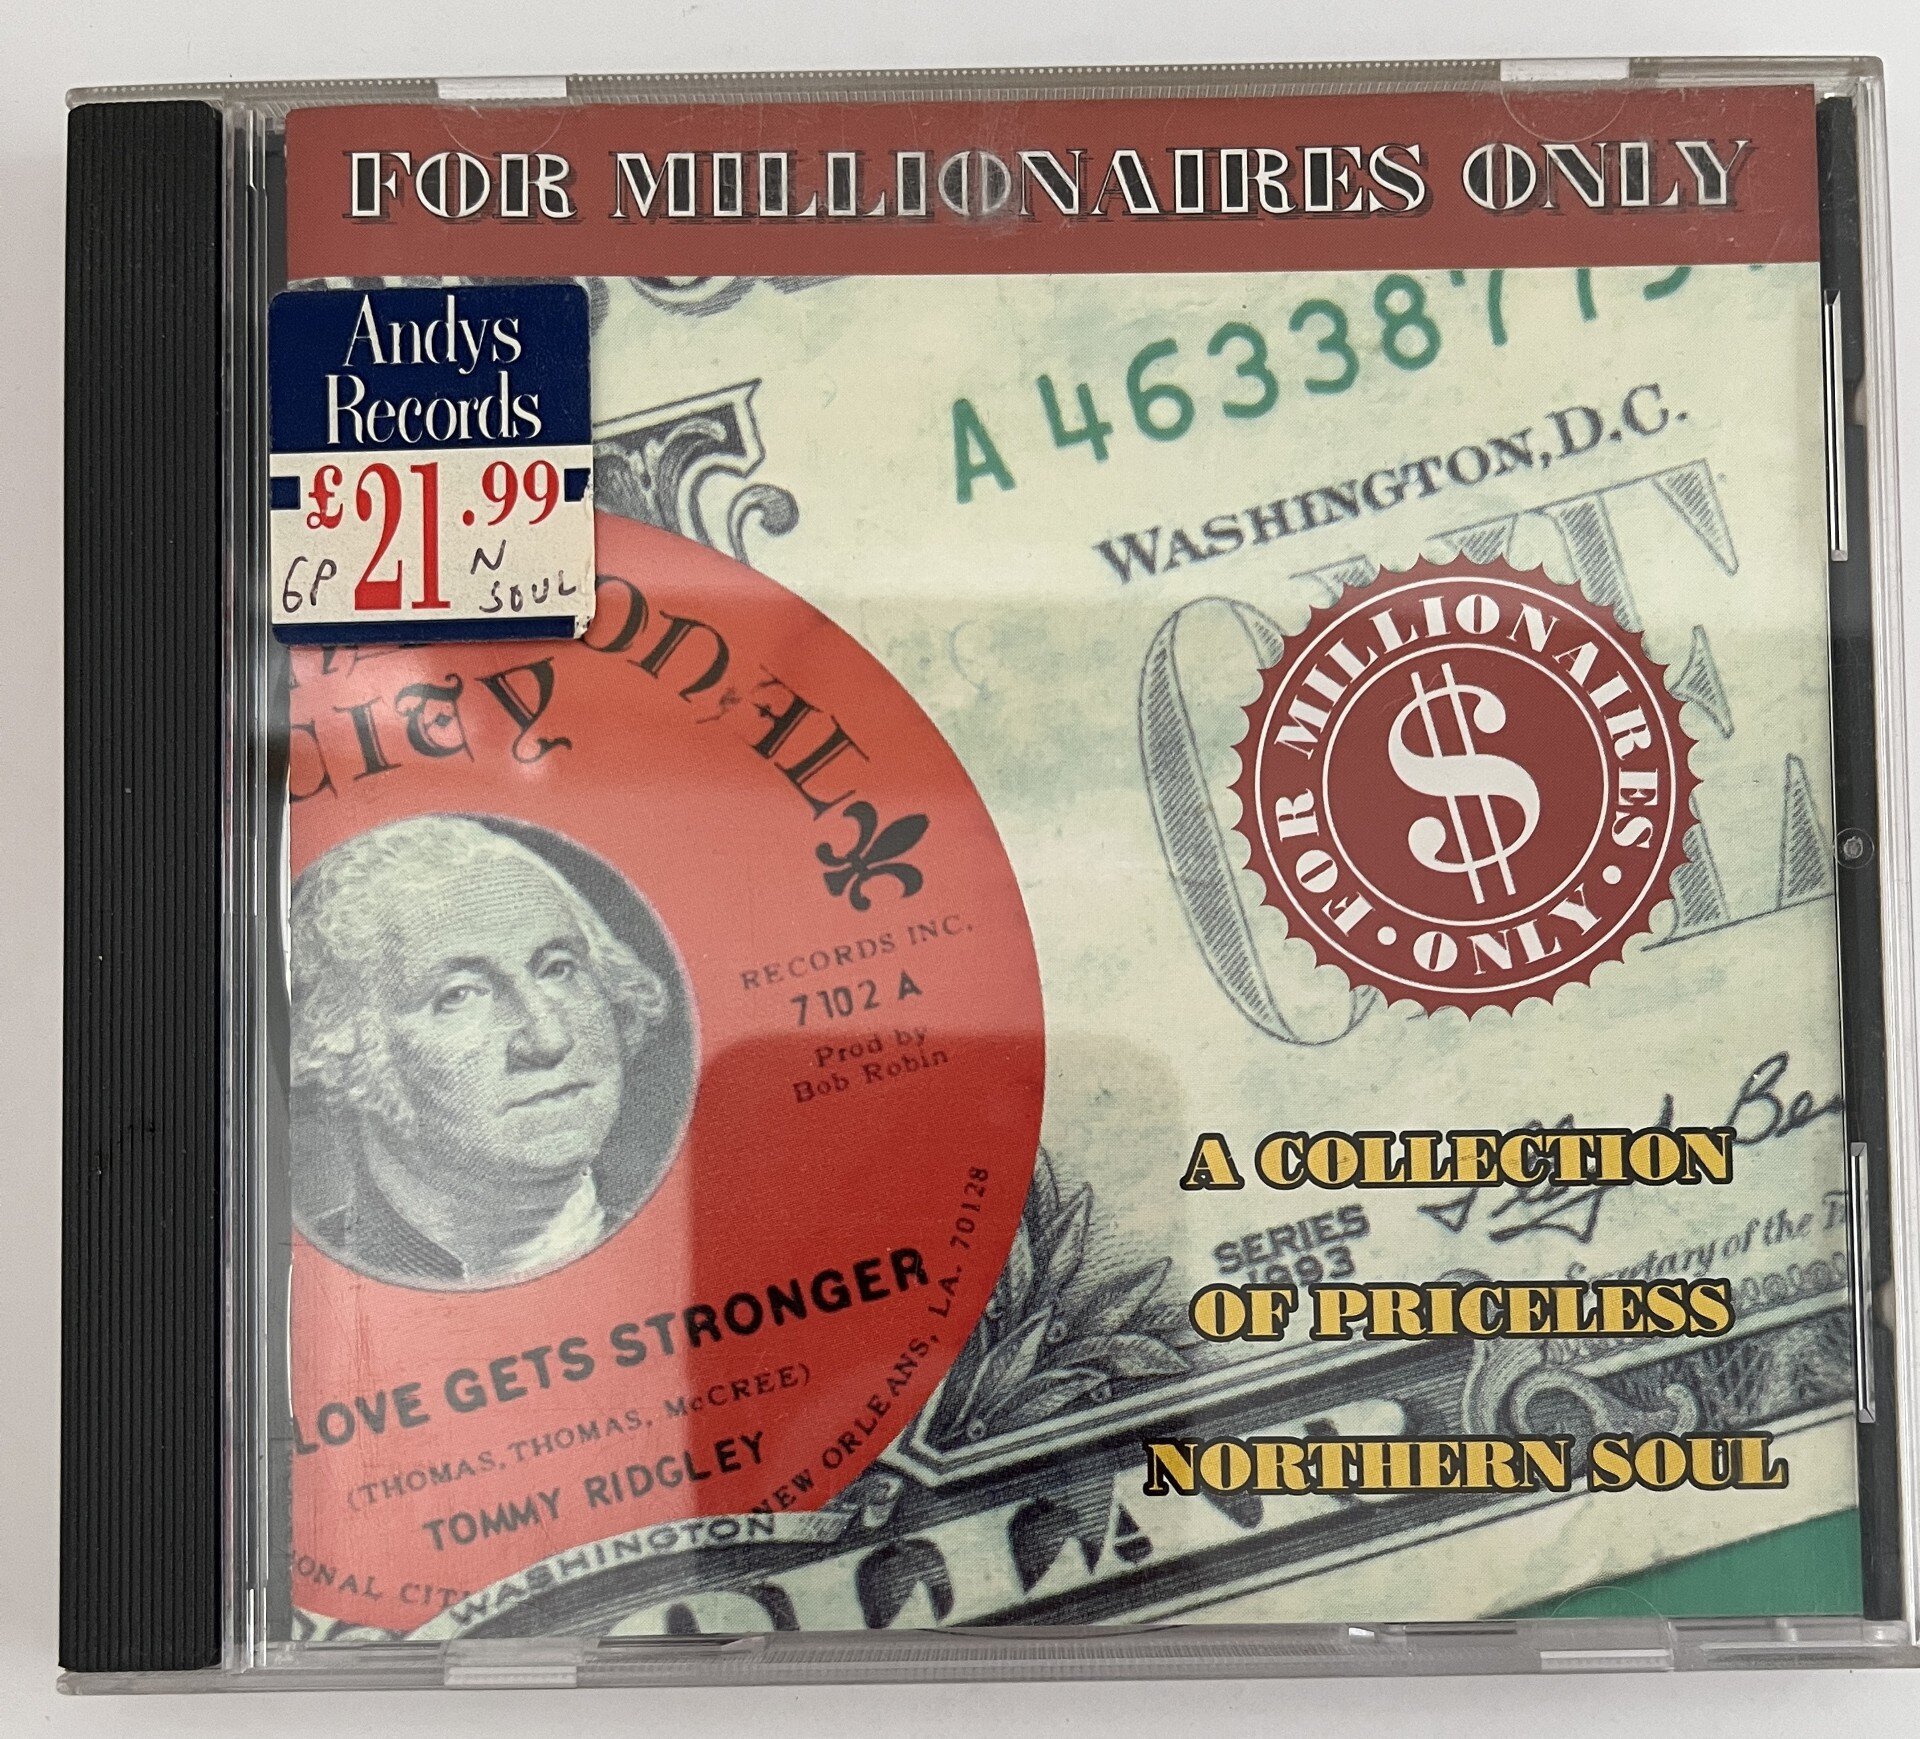 FOR MILLIONAIRES ONLY
Andys
Records
£21.99
GP
N
SOUL
WASHINGTON, D.C.
FOR MILLIONAIRES • ONLY •
$
RECORDS INC.
7102 A
Prod by
Bob Robin
LOVE GETS STRONGER
(THOMAS, THOMAS, McCREE)
TOMMY RIDGLEY
NEW ORLEANS, LA. 70128
WASHINGTON
A COLLECTION
SERIES
1993
OF PRICELESS
NORTHERN SOUL